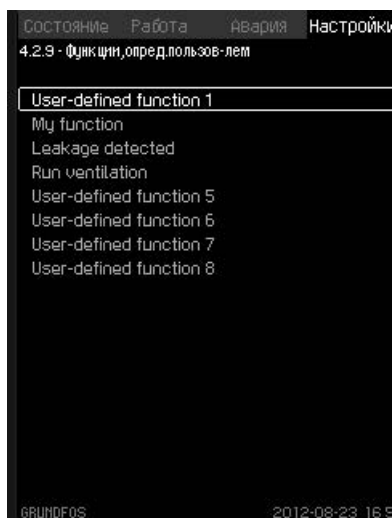 Состояние Работа Авария Настройки
4.2.9 - Функции,опред.пользов-лем
User-defined function 1
My function
Leakage detected
Run ventilation
User-defined function 5
User-defined function 6
User-defined function 7
User-defined function 8
GRUNDFOS 2012-08-23 16:5